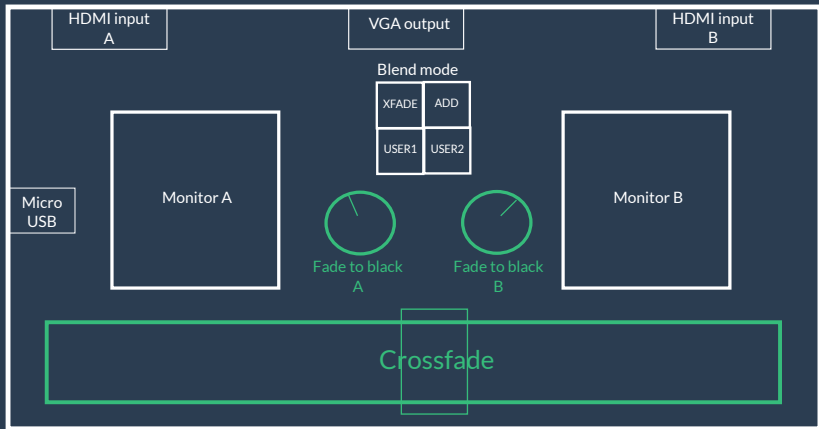 HDMI input
A
VGA output
HDMI input
B
Blend mode
XFADE
ADD
USER1
USER2
Micro
USB
Monitor A
Monitor B
Fade to black
A
Fade to black
B
Crossfade